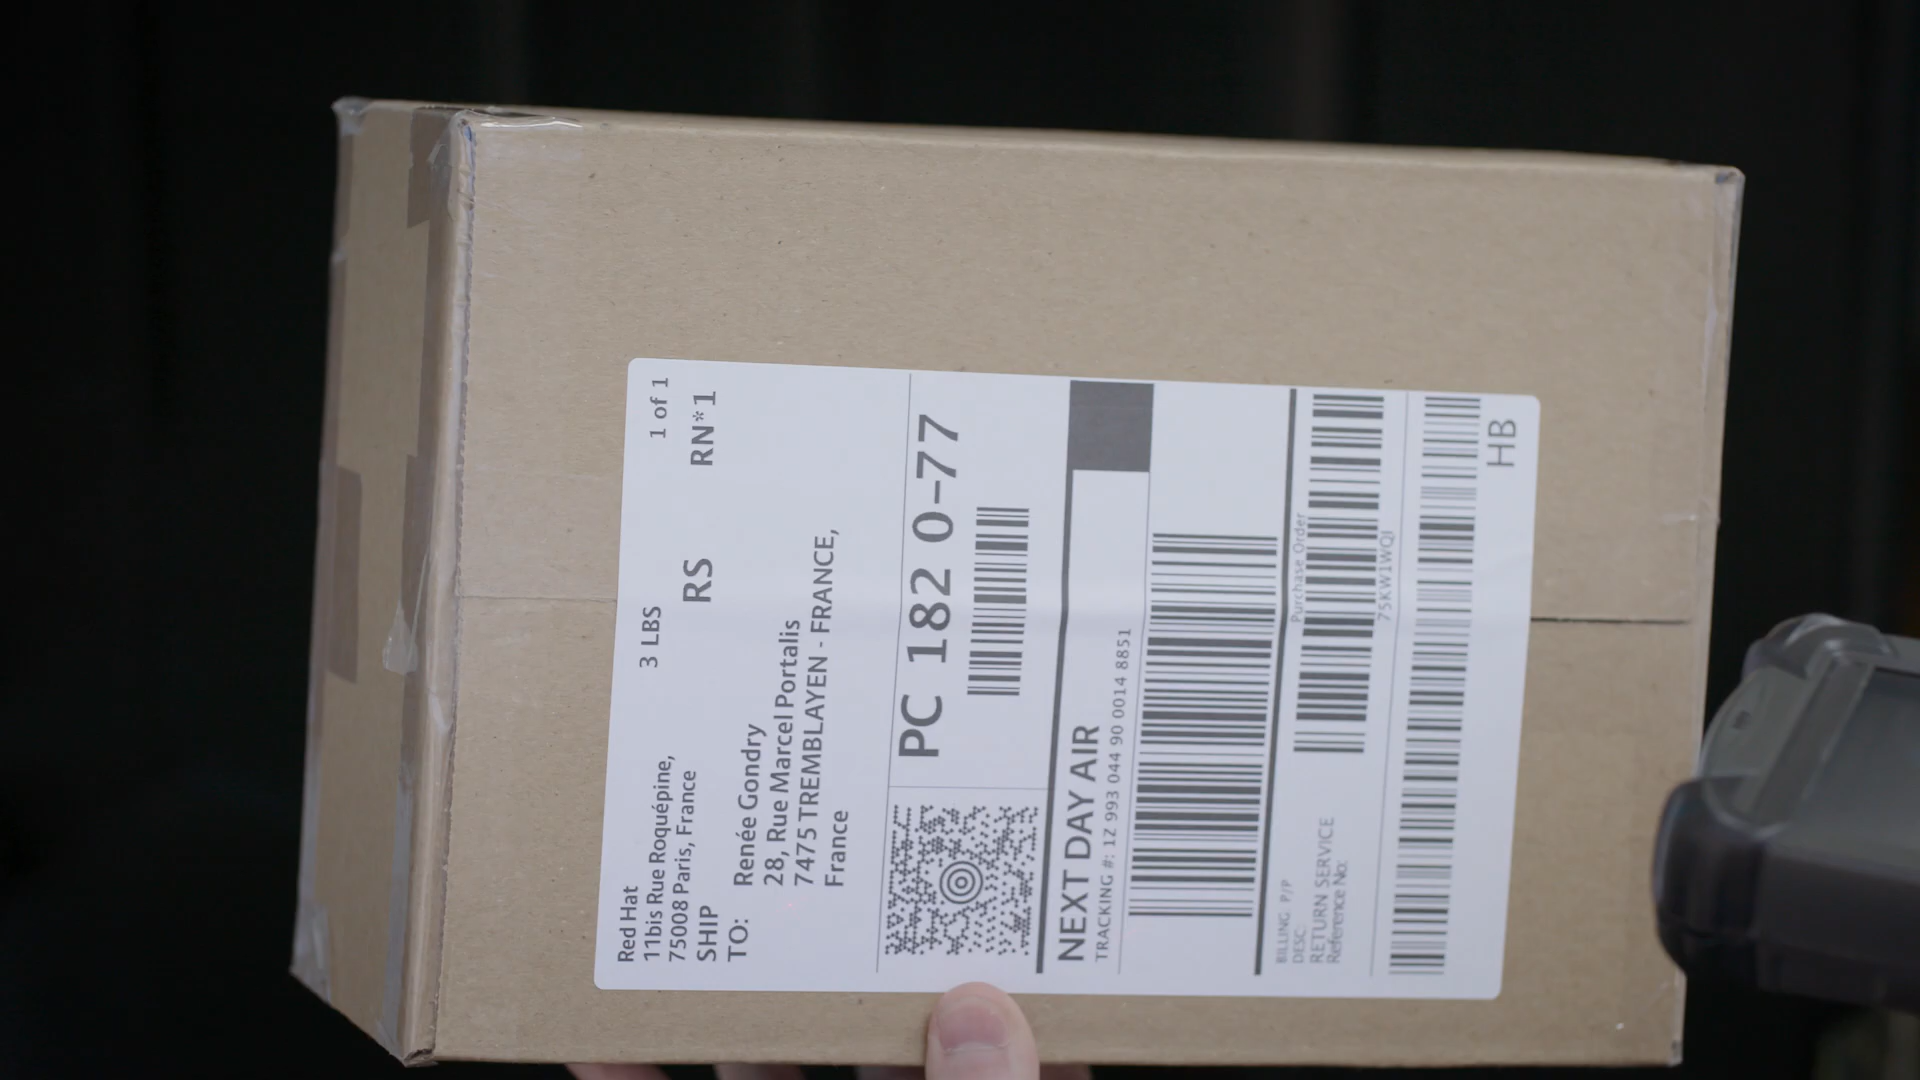 Red Hat 3 LBS 1 of 1
11bis Rue Roquépine,
75008 Paris, France RS RN*1
SHIP
TO: Renée Gondry
28, Rue Marcel Portalis
7475 TREMBLAYEN - FRANCE,
France
PC 182 0-77
NEXT DAY AIR
TRACKING #: 1Z 993 044 90 0014 8851
BILLING P/P
DESC:
RETURN SERVICE
Reference No:
Purchase Order
75KW1WQI
HB